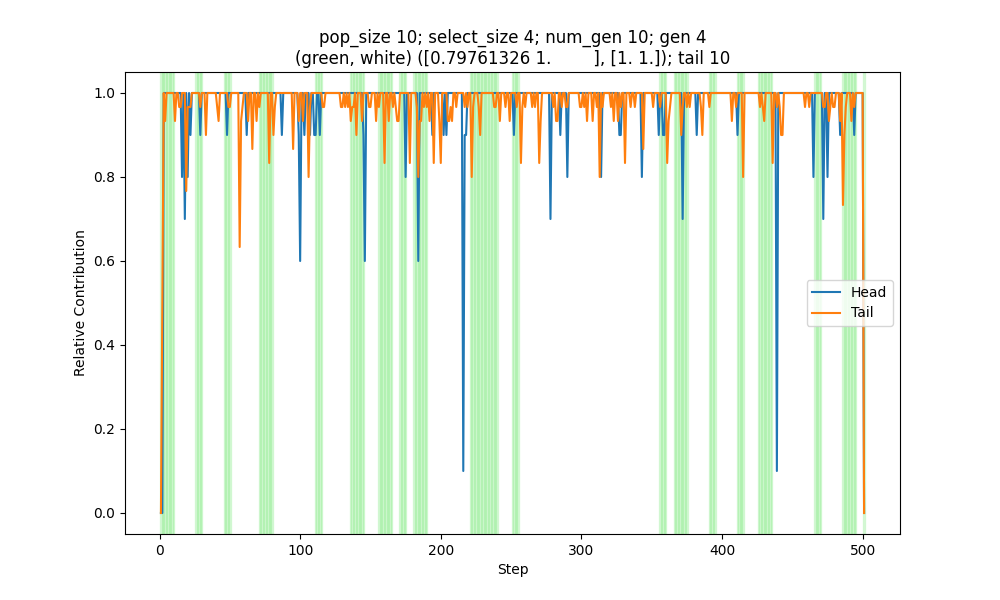 pop_size 10; select_size 4; num_gen 10; gen 4
(green, white) ([0.79761326 1.         ], [1. 1.]); tail 10
1.0
0.8
0.6
0.4
0.2
0.0
Relative Contribution
Head
Tail
0 100 200 300 400 500
Step